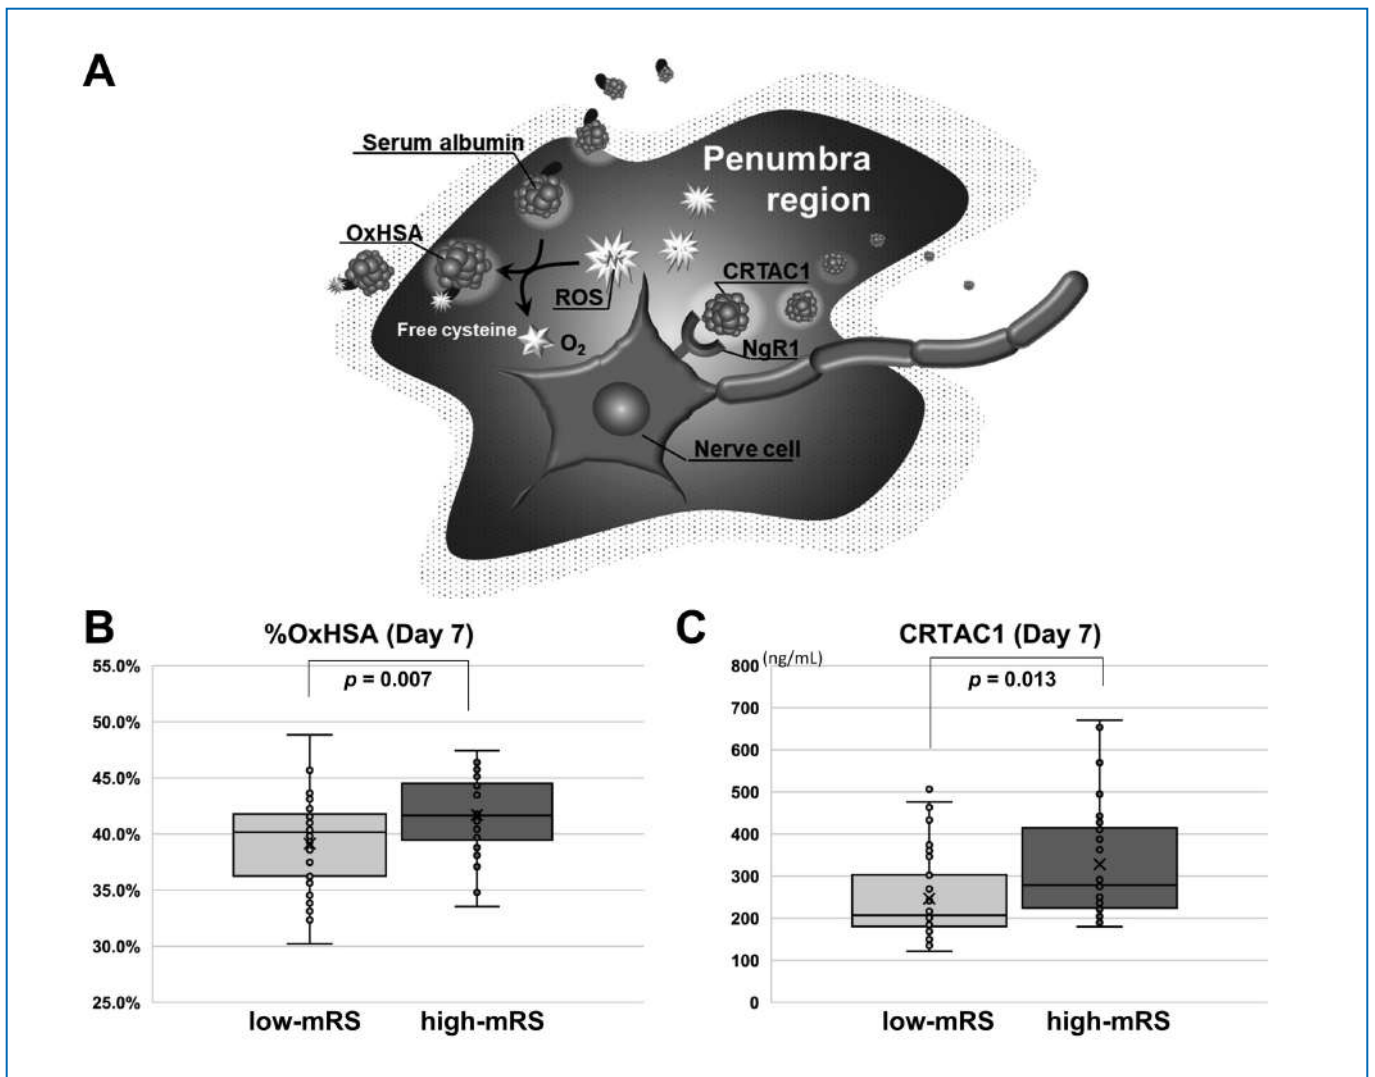 A
Serum albumin
Penumbra
region
OxHSA
CRTAC1
ROS
Free cysteine
O₂
NgR1
Nerve cell
B
%OxHSA (Day 7)
55.0%
p = 0.007
50.0%
45.0%
40.0%
35.0%
30.0%
25.0%
low-mRS
high-mRS
C
CRTAC1 (Day 7)
(ng/mL)
800
p = 0.013
700
600
500
400
300
200
100
0
low-mRS
high-mRS